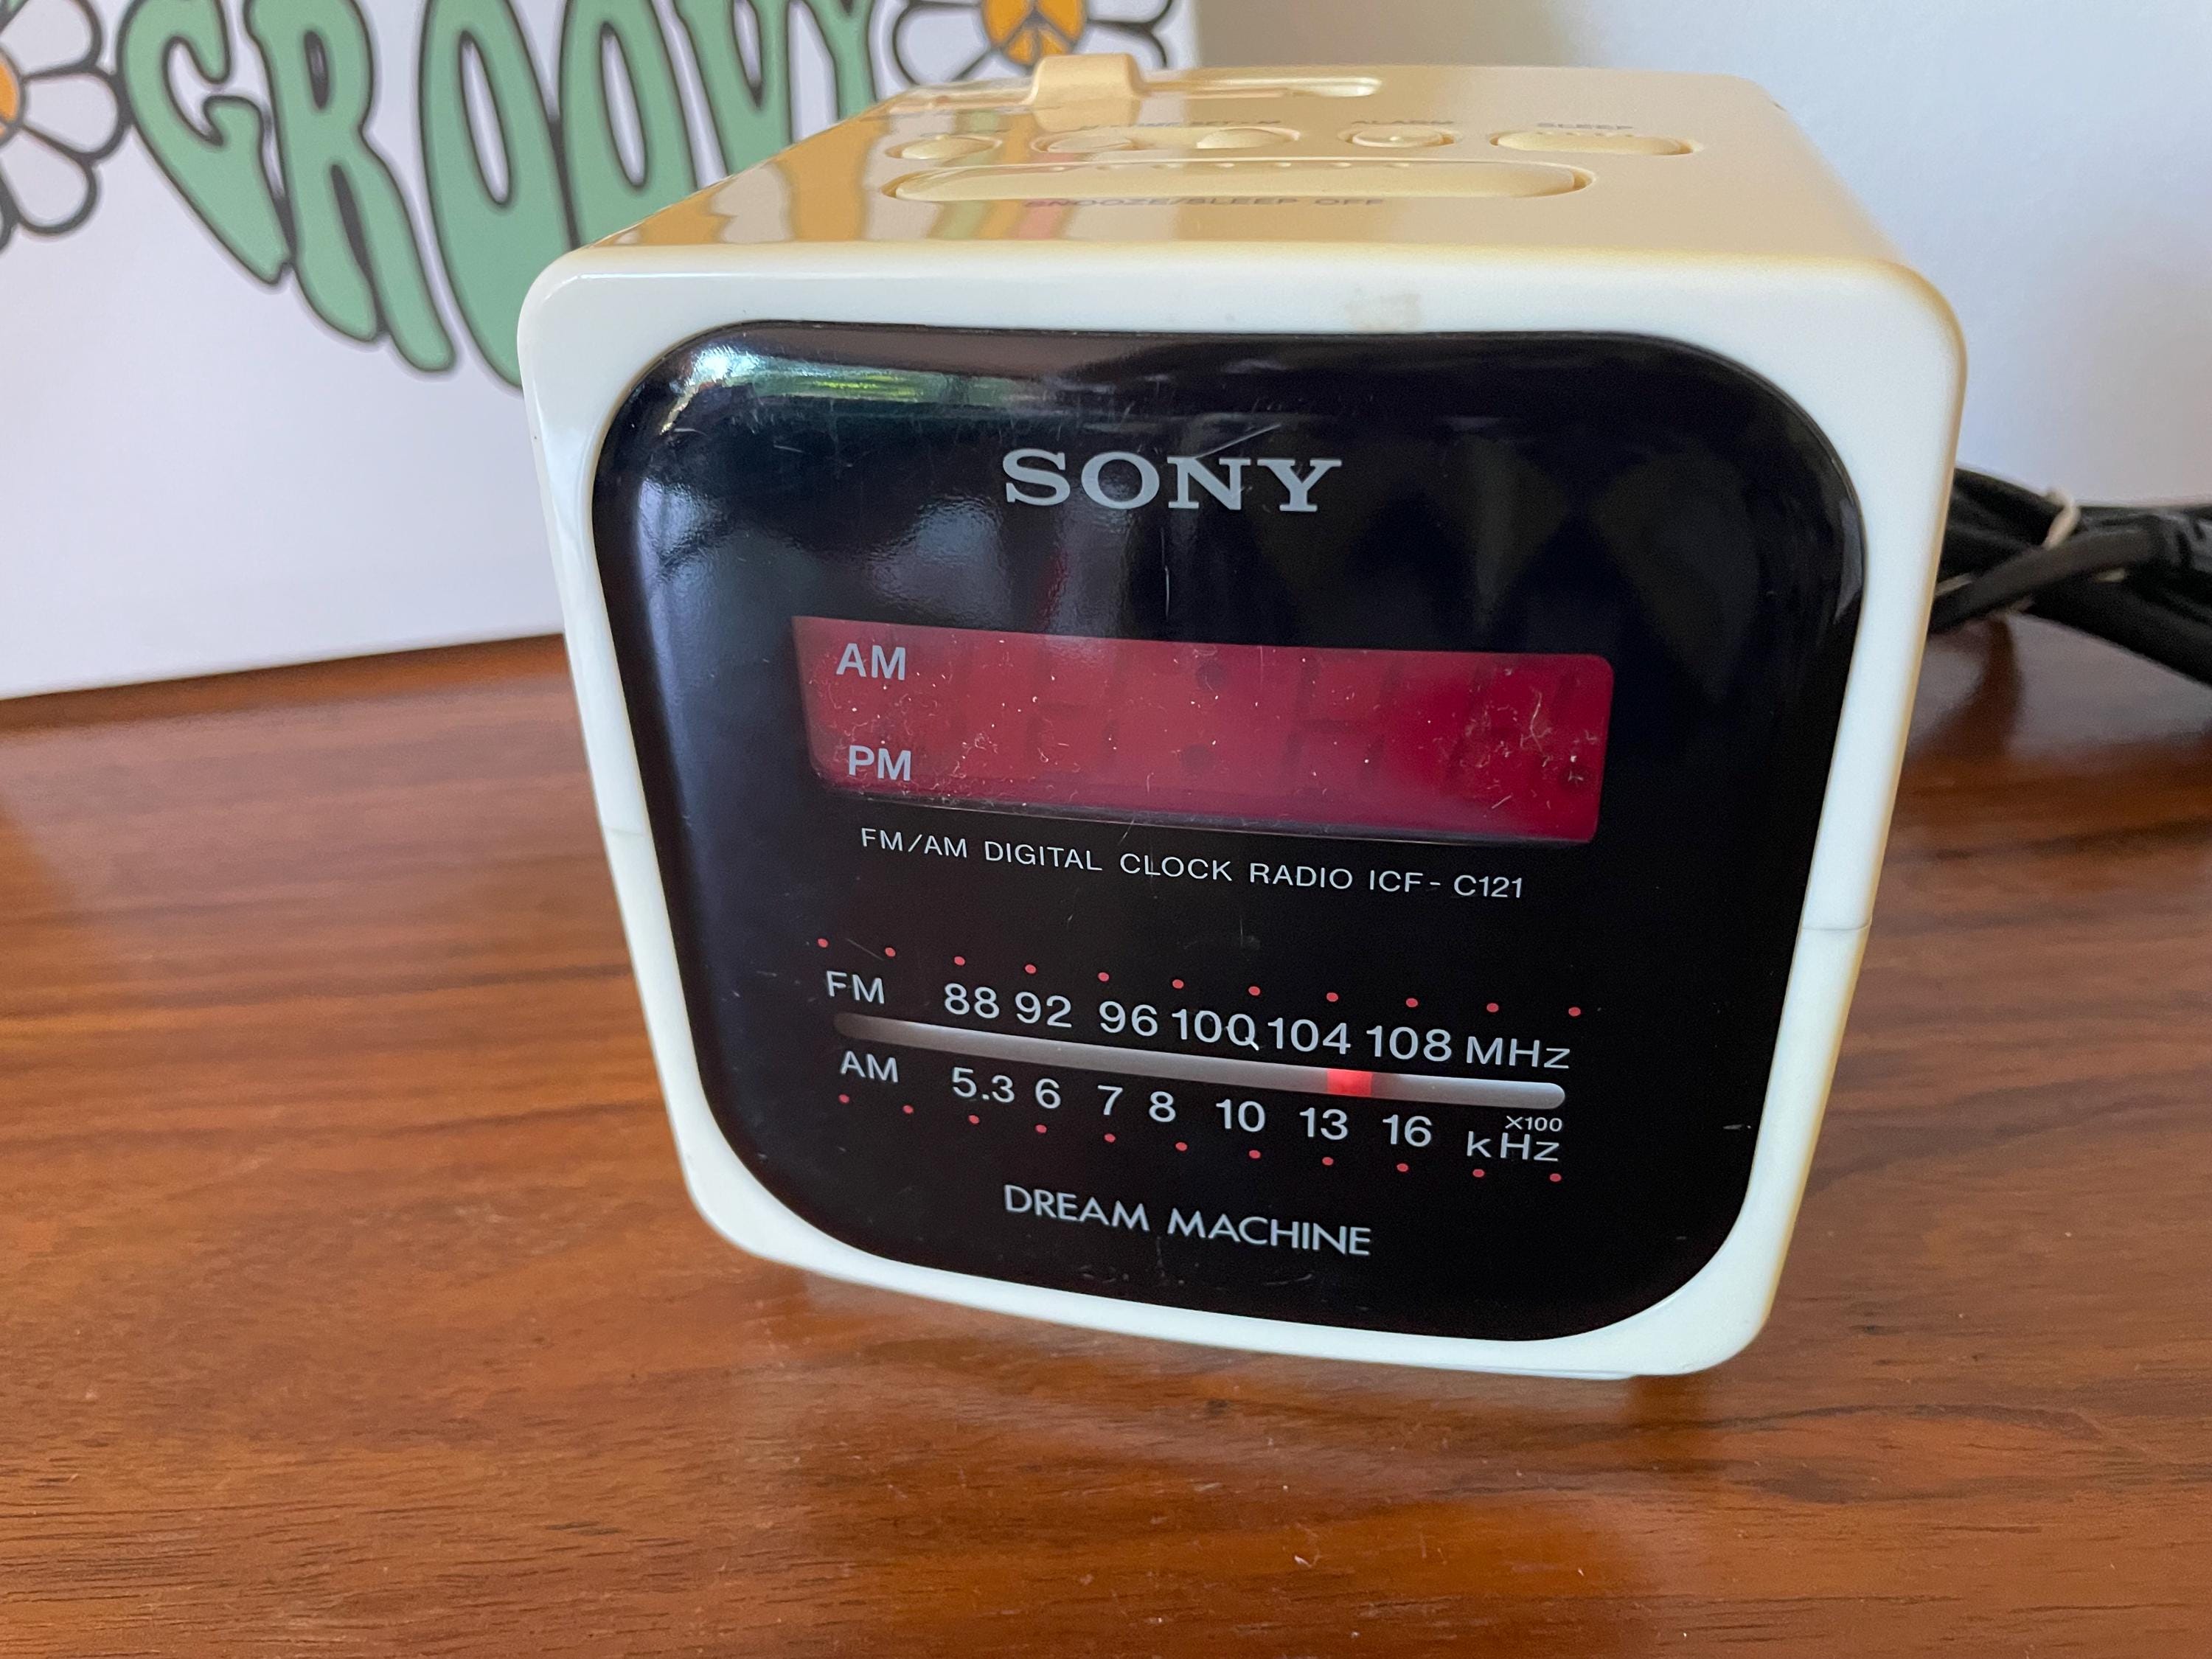 GROOVY
ALARM
SLEEP
SNOOZE/SLEEP OFF
SONY
AM
PM
FM/AM DIGITAL CLOCK RADIO ICF-C121
FM 88 92 96 100 104 108 MHz
AM 5.3 6 7 8 10 13 16 x100 kHz
DREAM MACHINE